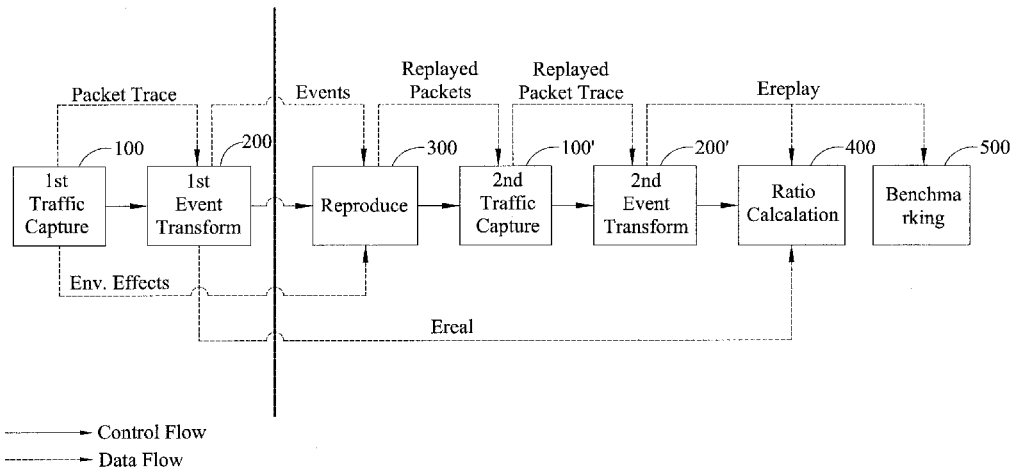 Replayed
Packets
Replayed
Packet Trace
Packet Trace
Events
Ereplay
100
200
300
100'
200'
400
500
1st
Traffic
Capture
1st
Event
Transform
Reproduce
2nd
Traffic
Capture
2nd
Event
Transform
Ratio
Calcalation
Benchma
rking
Env. Effects
Ereal
Control Flow
Data Flow